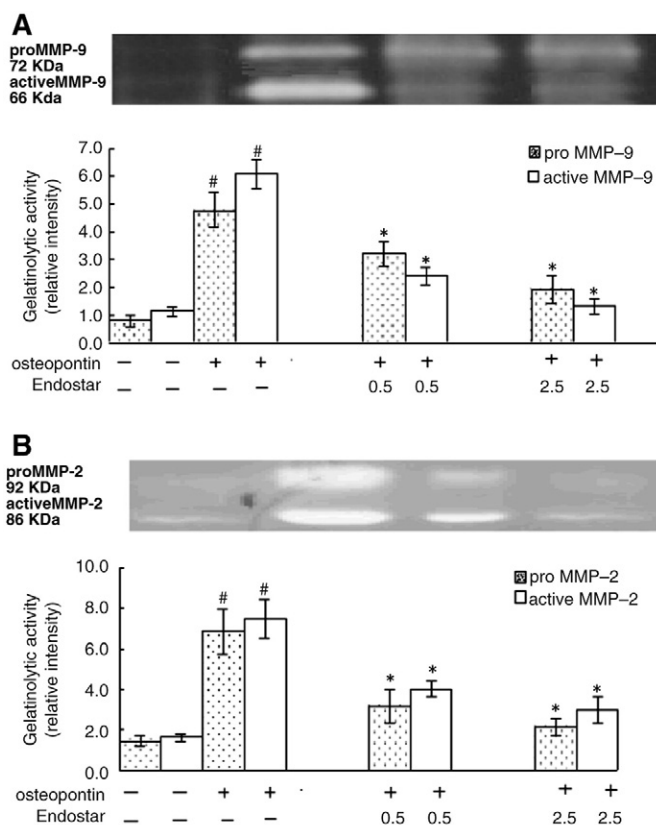 A
proMMP-9
72 KDa
activeMMP-9
66 Kda
7.0
6.0
5.0
4.0
3.0
2.0
1.0
0.0
Gelatinolytic activity
(relative intensity)
# # * * * *
pro MMP–9
active MMP–9
osteopontin – – + + + + + +
Endostar – – – – 0.5 0.5 2.5 2.5
B
proMMP-2
92 KDa
activeMMP-2
86 KDa
10.0
8.0
6.0
4.0
2.0
0.0
Gelatinolytic activity
(relative intensity)
# # * * * *
pro MMP–2
active MMP–2
osteopontin – – + + + + + +
Endostar – – – – 0.5 0.5 2.5 2.5